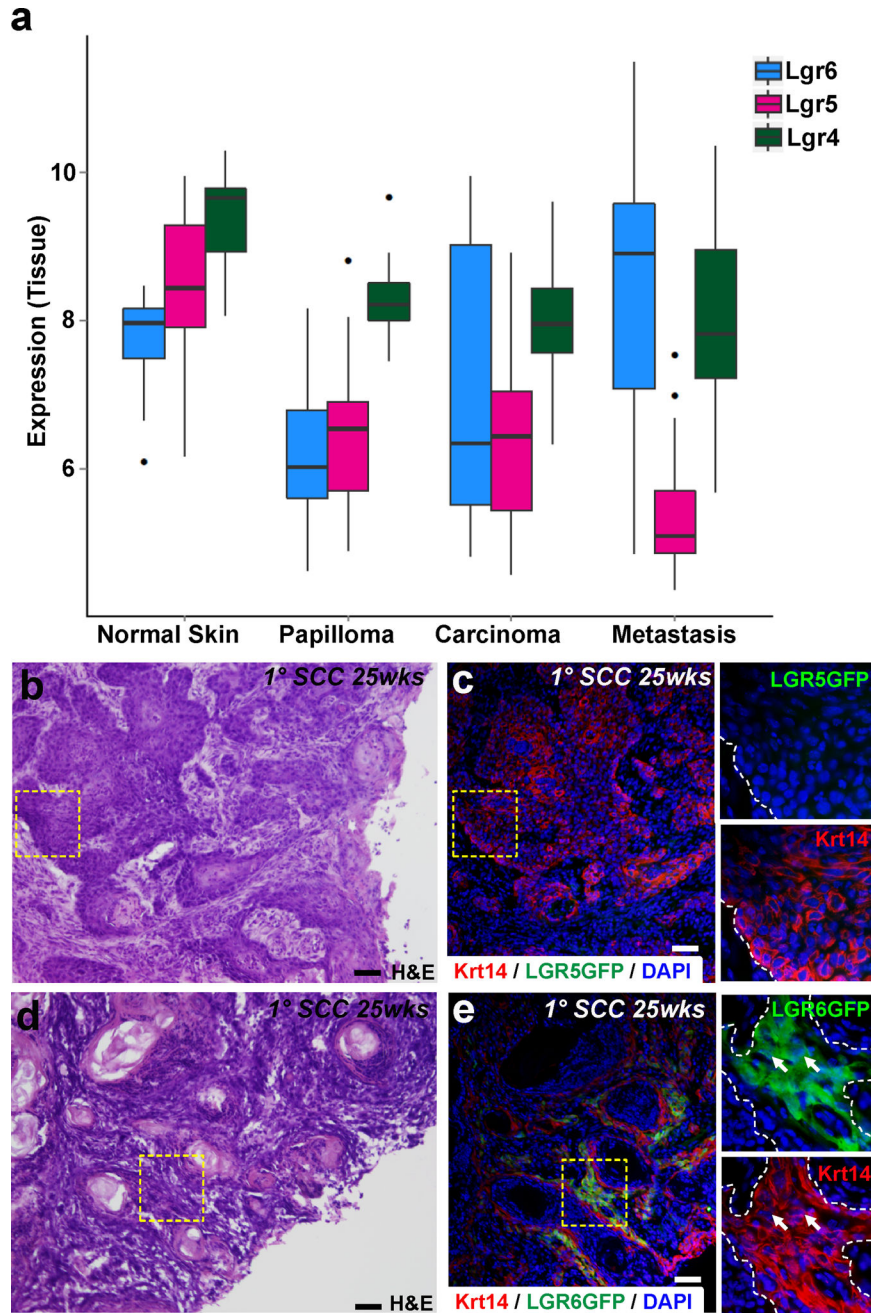 a
Expression (Tissue)
10
8
6
Lgr6
Lgr5
Lgr4
Normal Skin Papilloma Carcinoma Metastasis
b 1° SCC 25wks
H&E
c 1° SCC 25wks
Krt14 / LGR5GFP / DAPI
LGR5GFP
Krt14
d 1° SCC 25wks
H&E
e 1° SCC 25wks
Krt14 / LGR6GFP / DAPI
LGR6GFP
Krt14